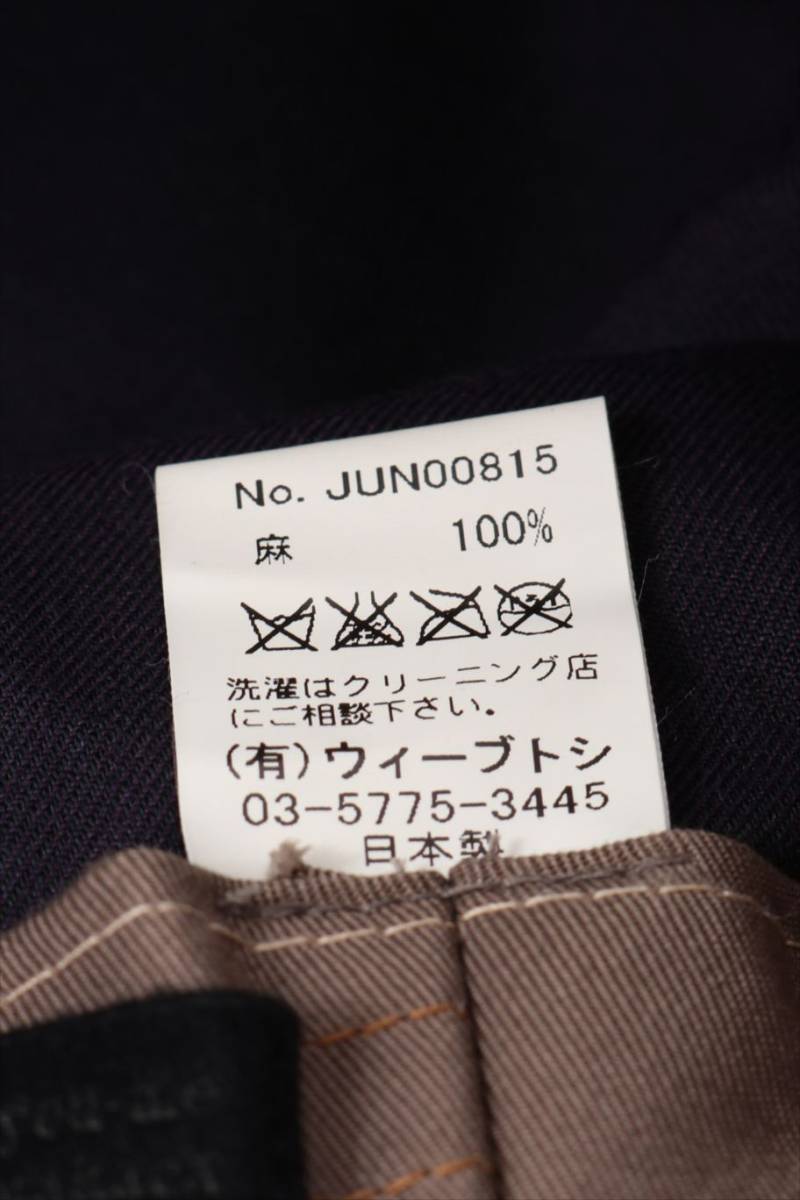 No. JUN00815
麻 100%
洗濯はクリーニング店
にご相談下さい。
(有)ウィーブトシ
03-5775-3445
日本製